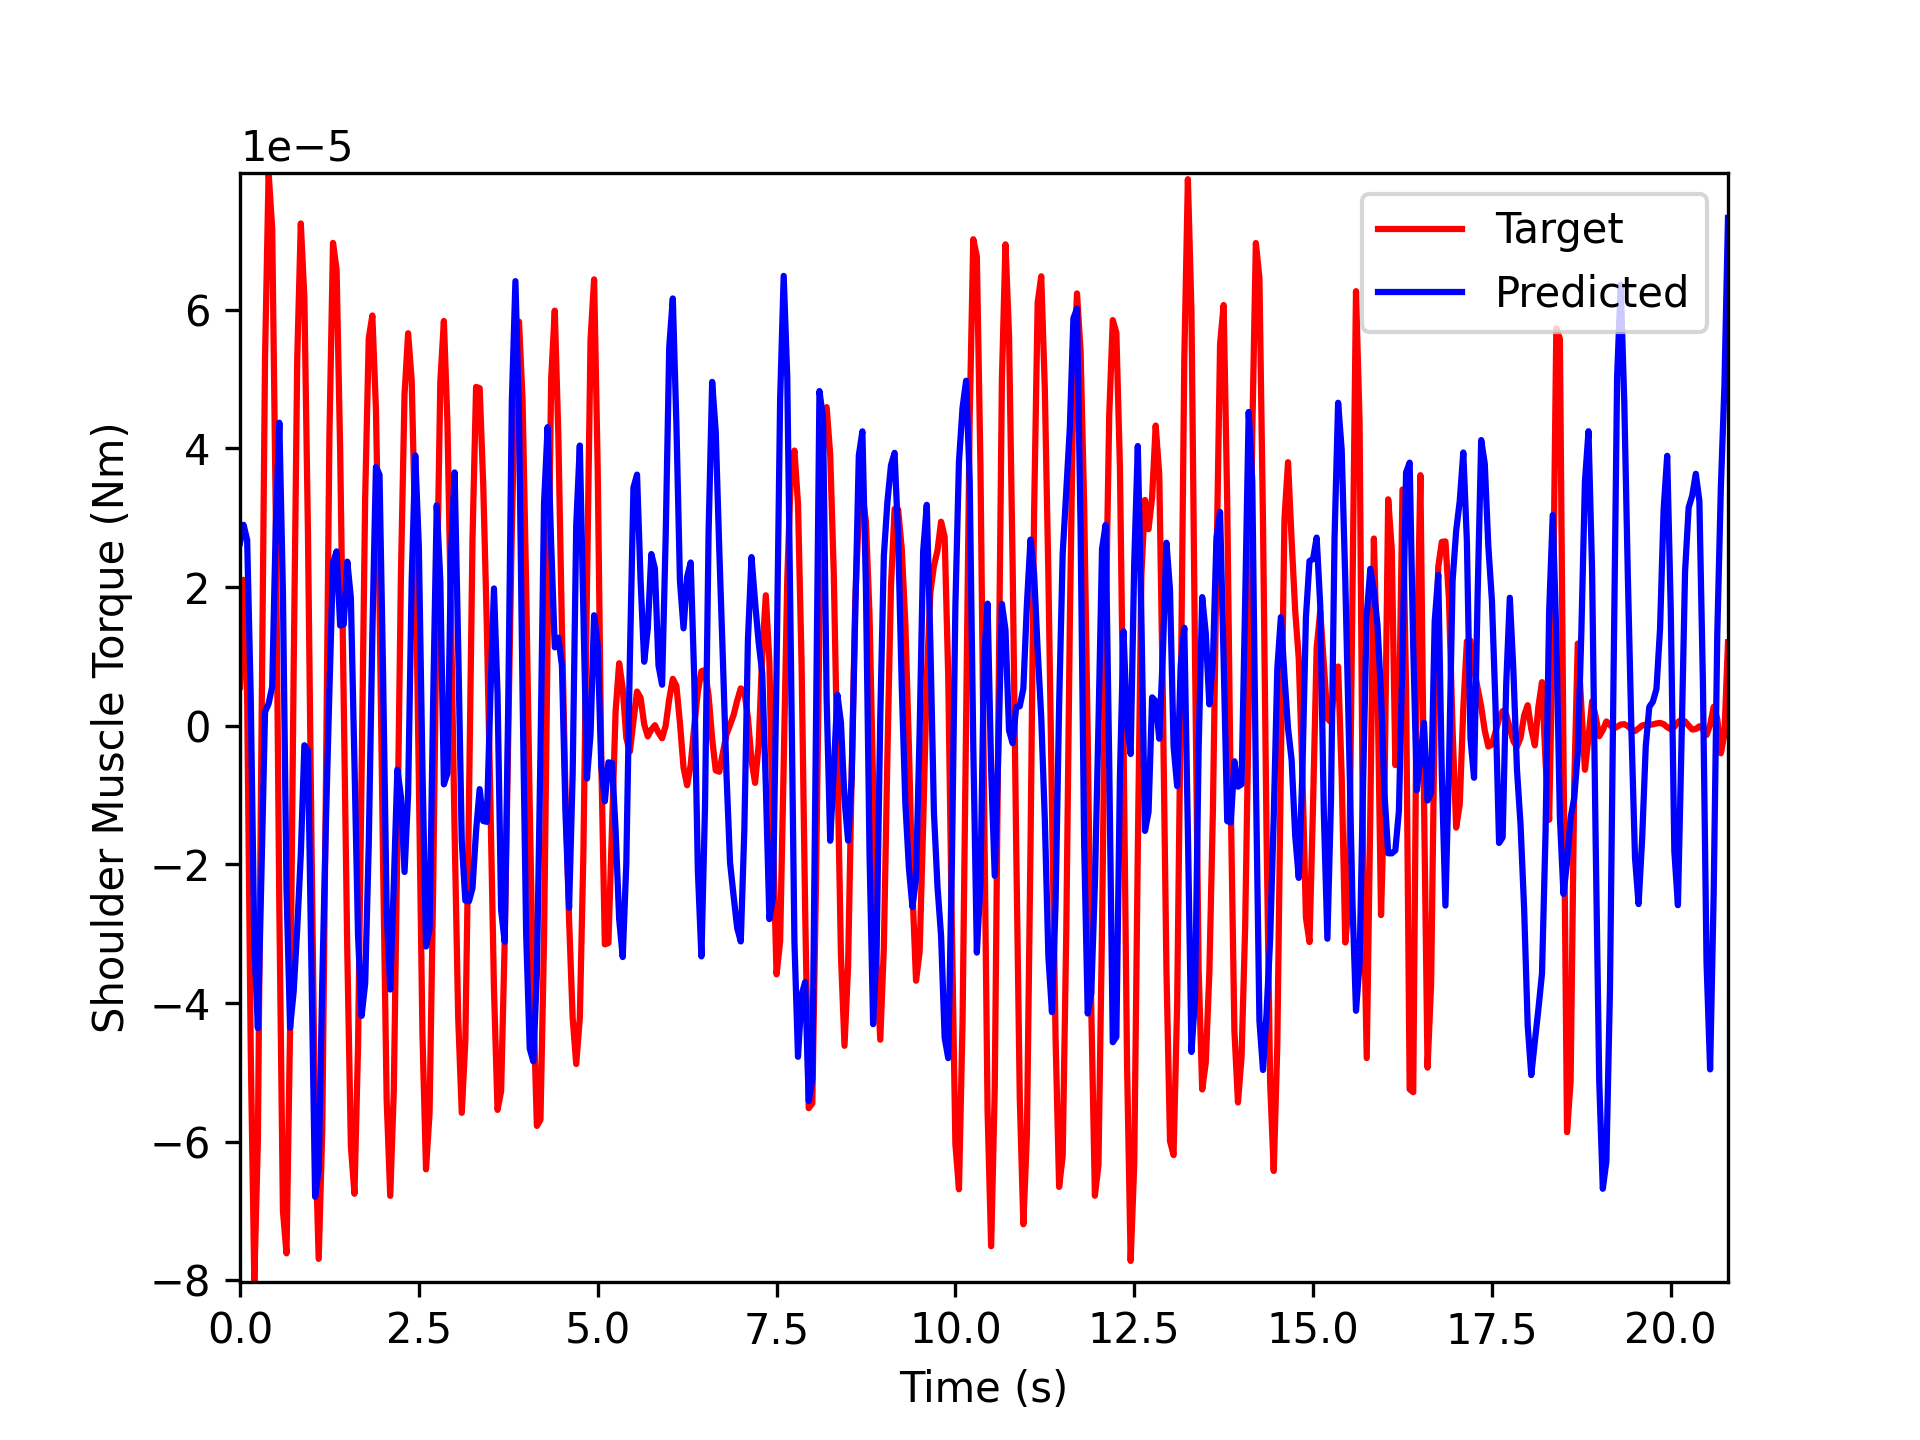 1e−5
Target
Predicted
6
4
2
0
−2
−4
−6
−8
Shoulder Muscle Torque (Nm)
0.0 2.5 5.0 7.5 10.0 12.5 15.0 17.5 20.0
Time (s)